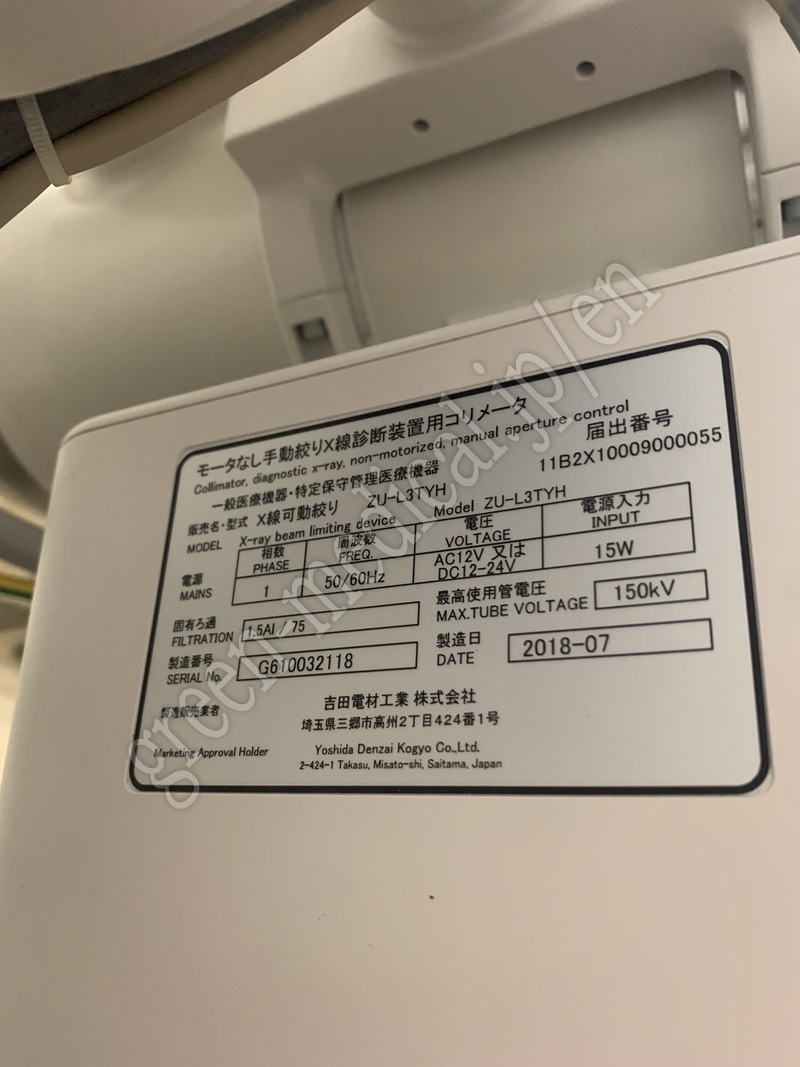 モータなし手動絞りX線診断装置用コリメータ
Collimator, diagnostic x-ray, non-motorized, manual aperture control
一般医療機器・特定保守管理医療機器
届出番号
11B2X10009000055
販売名・型式 X線可動絞り ZU-L3TYH
MODEL X-ray beam limiting device Model ZU-L3TYH
電源
MAINS
相数
PHASE
周波数
FREQ.
電圧
VOLTAGE
電源入力
INPUT
1
50/60Hz
AC12V 又は
DC12-24V
15W
固有ろ過
FILTRATION
1.5Al / 75
最高使用管電圧
MAX.TUBE VOLTAGE
150kV
製造番号
SERIAL No.
G610032118
製造日
DATE
2018-07
製造販売業者
吉田電材工業 株式会社
埼玉県三郷市高州2丁目424番1号
Marketing Approval Holder
Yoshida Denzai Kogyo Co.,Ltd.
2-424-1 Takasu, Misato-shi, Saitama, Japan
green-medical.jp/en